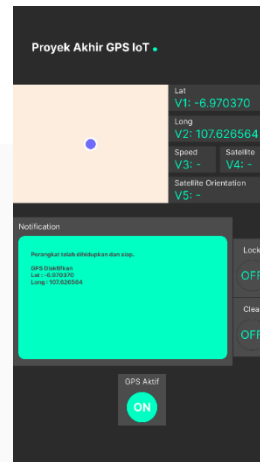 Proyek Akhir GPS IoT
Lat
V1: -6.970370
Long
V2: 107.626564
Speed
V3: -
Satellite
V4: -
Satellite Orientation
V5: -
Notification
Perangkat telah dihidupkan dan siap.
GPS Diaktifkan
Lat : -6.970370
Long : 107.626564
Lock
OFF
Clea
OFF
GPS Aktif
ON